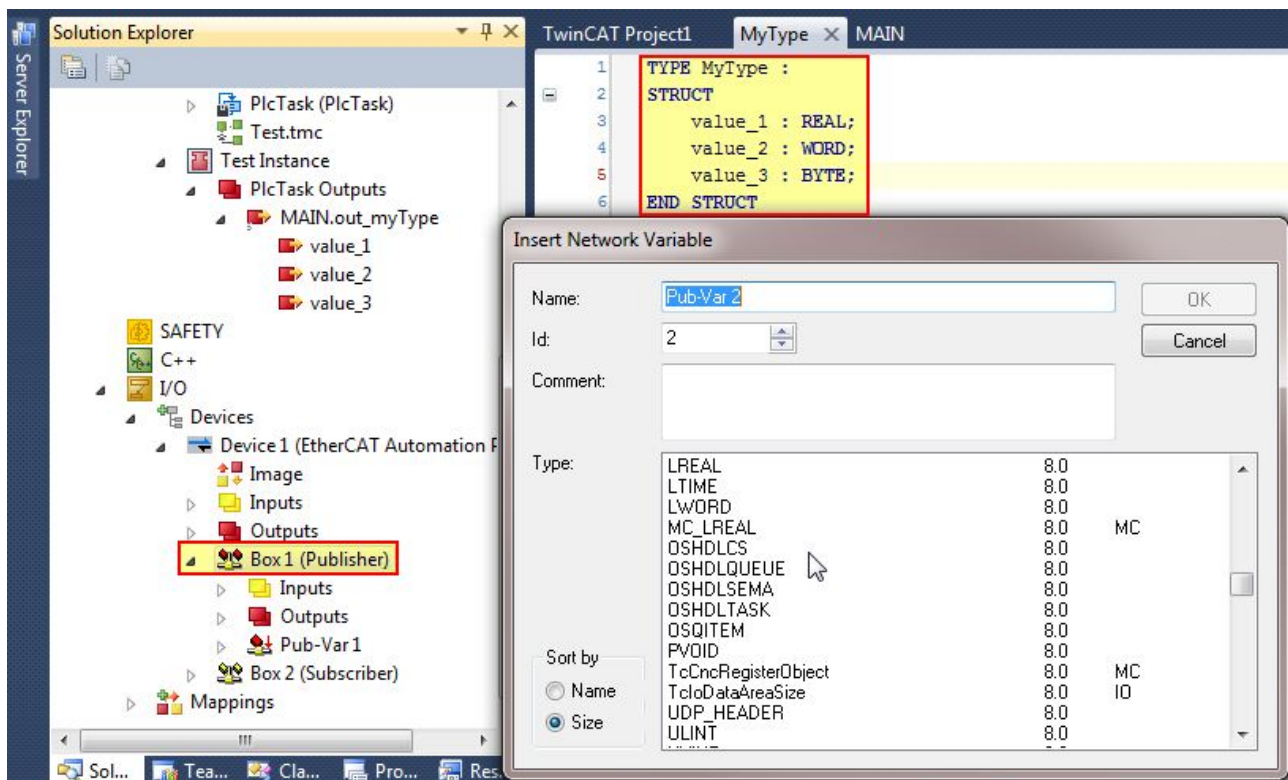 Server Explorer
Solution Explorer
PlcTask (PlcTask)
Test.tmc
Test Instance
PlcTask Outputs
MAIN.out_myType
value_1
value_2
value_3
SAFETY
C++
I/O
Devices
Device 1 (EtherCAT Automation P
Image
Inputs
Outputs
Box 1 (Publisher)
Inputs
Outputs
Pub-Var 1
Box 2 (Subscriber)
Mappings
Sol... Tea... Cla... Pro... Res
TwinCAT Project1 MyType MAIN
1 TYPE MyType :
2 STRUCT
3 value_1 : REAL;
4 value_2 : WORD;
5 value_3 : BYTE;
6 END STRUCT
Insert Network Variable
Name: Pub-Var 2 OK
Id: 2 Cancel
Comment:
Type:
LREAL 8.0
LTIME 8.0
LWORD 8.0
MC_LREAL 8.0 MC
OSHDLCS 8.0
OSHDLQUEUE 8.0
OSHDLSEMA 8.0
OSHDLTASK 8.0
OSQITEM 8.0
PVOID 8.0
TcCncRegisterObject 8.0 MC
TcIoDataAreaSize 8.0 IO
UDP_HEADER 8.0
ULINT 8.0
Sort by
Name
Size